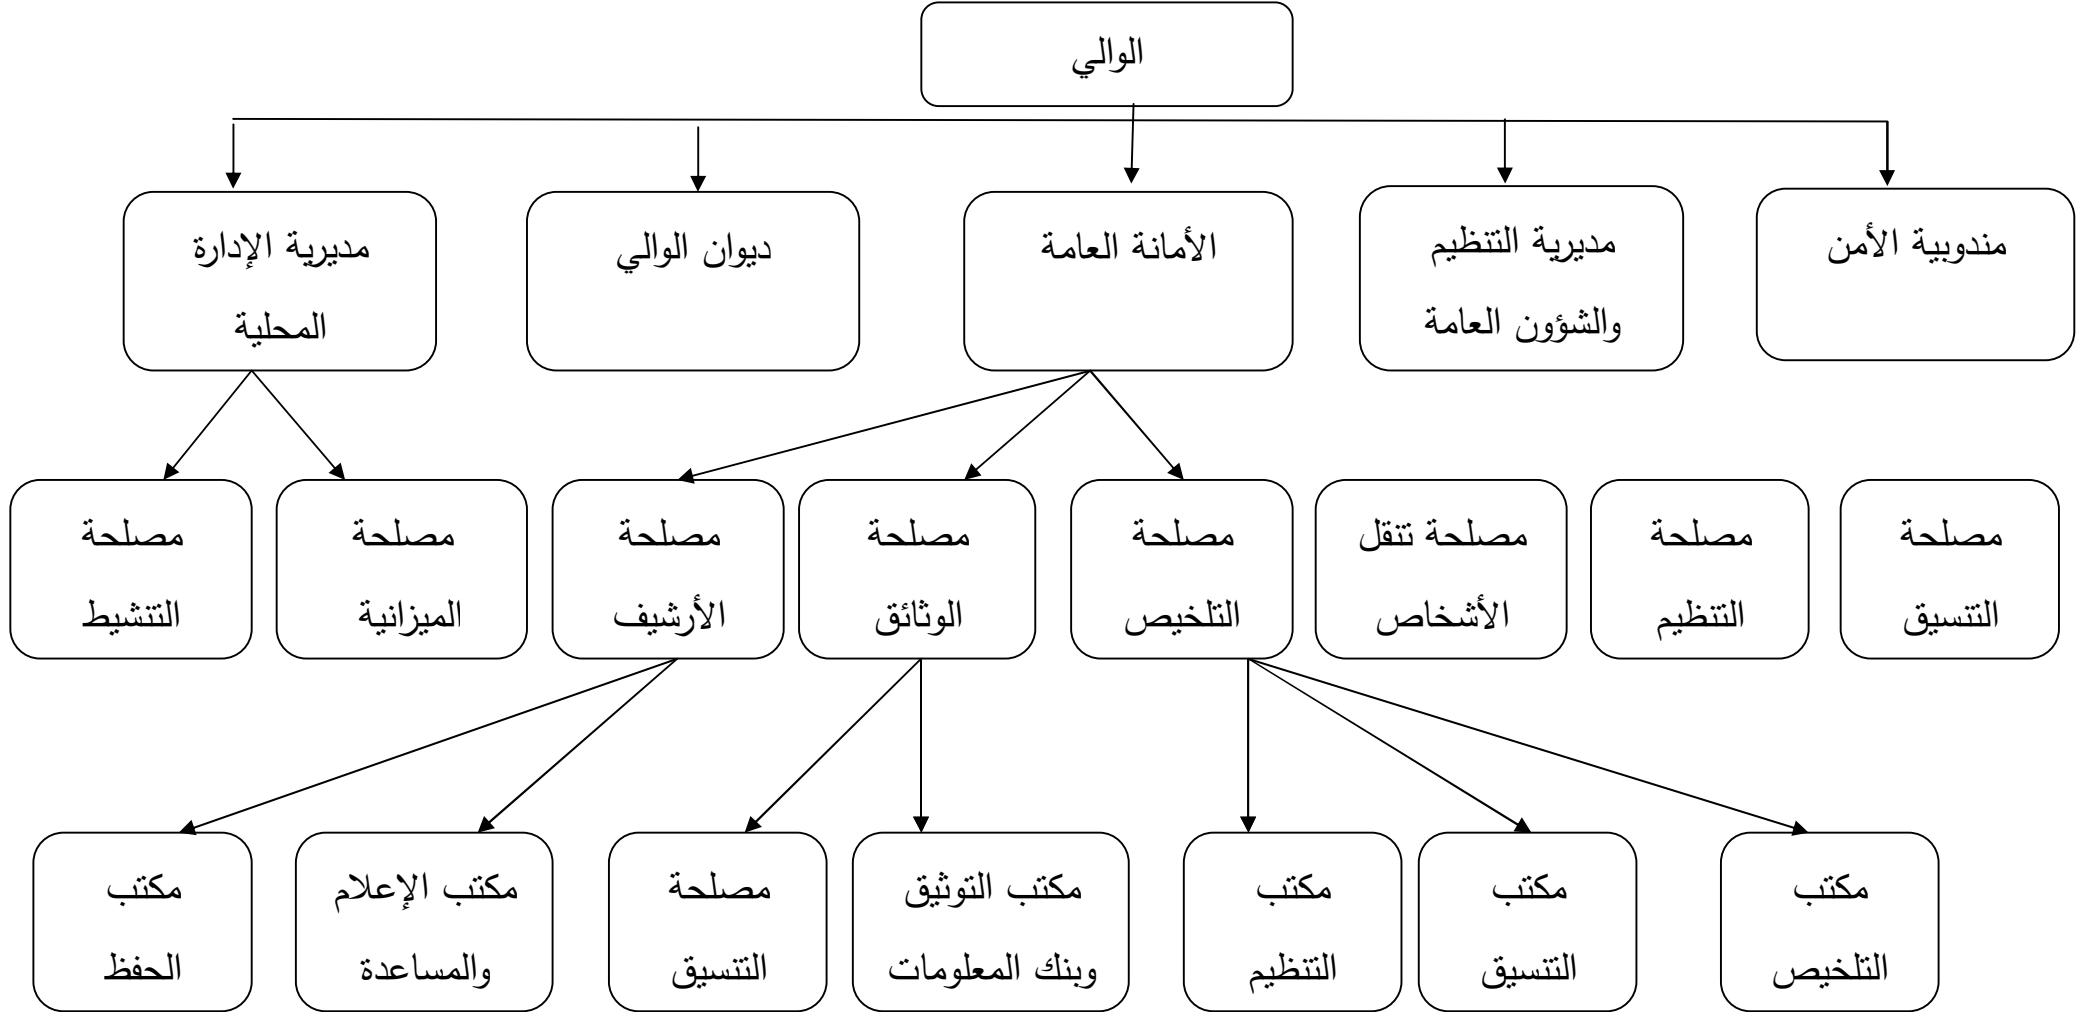 الوالي
مندوبية الأمن
مديرية التنظيم
والشؤون العامة
الأمانة العامة
ديوان الوالي
مديرية الإدارة
المحلية
مصلحة
التنسيق
مصلحة
التنظيم
مصلحة تنقل
الأشخاص
مصلحة
التلخيص
مصلحة
الوثائق
مصلحة
الأرشيف
مصلحة
الميزانية
مصلحة
التنشيط
مكتب
التلخيص
مكتب
التنسيق
مكتب
التنظيم
مكتب التوثيق
وبنك المعلومات
مصلحة
التنسيق
مكتب الإعلام
والمساعدة
مكتب
الحفظ